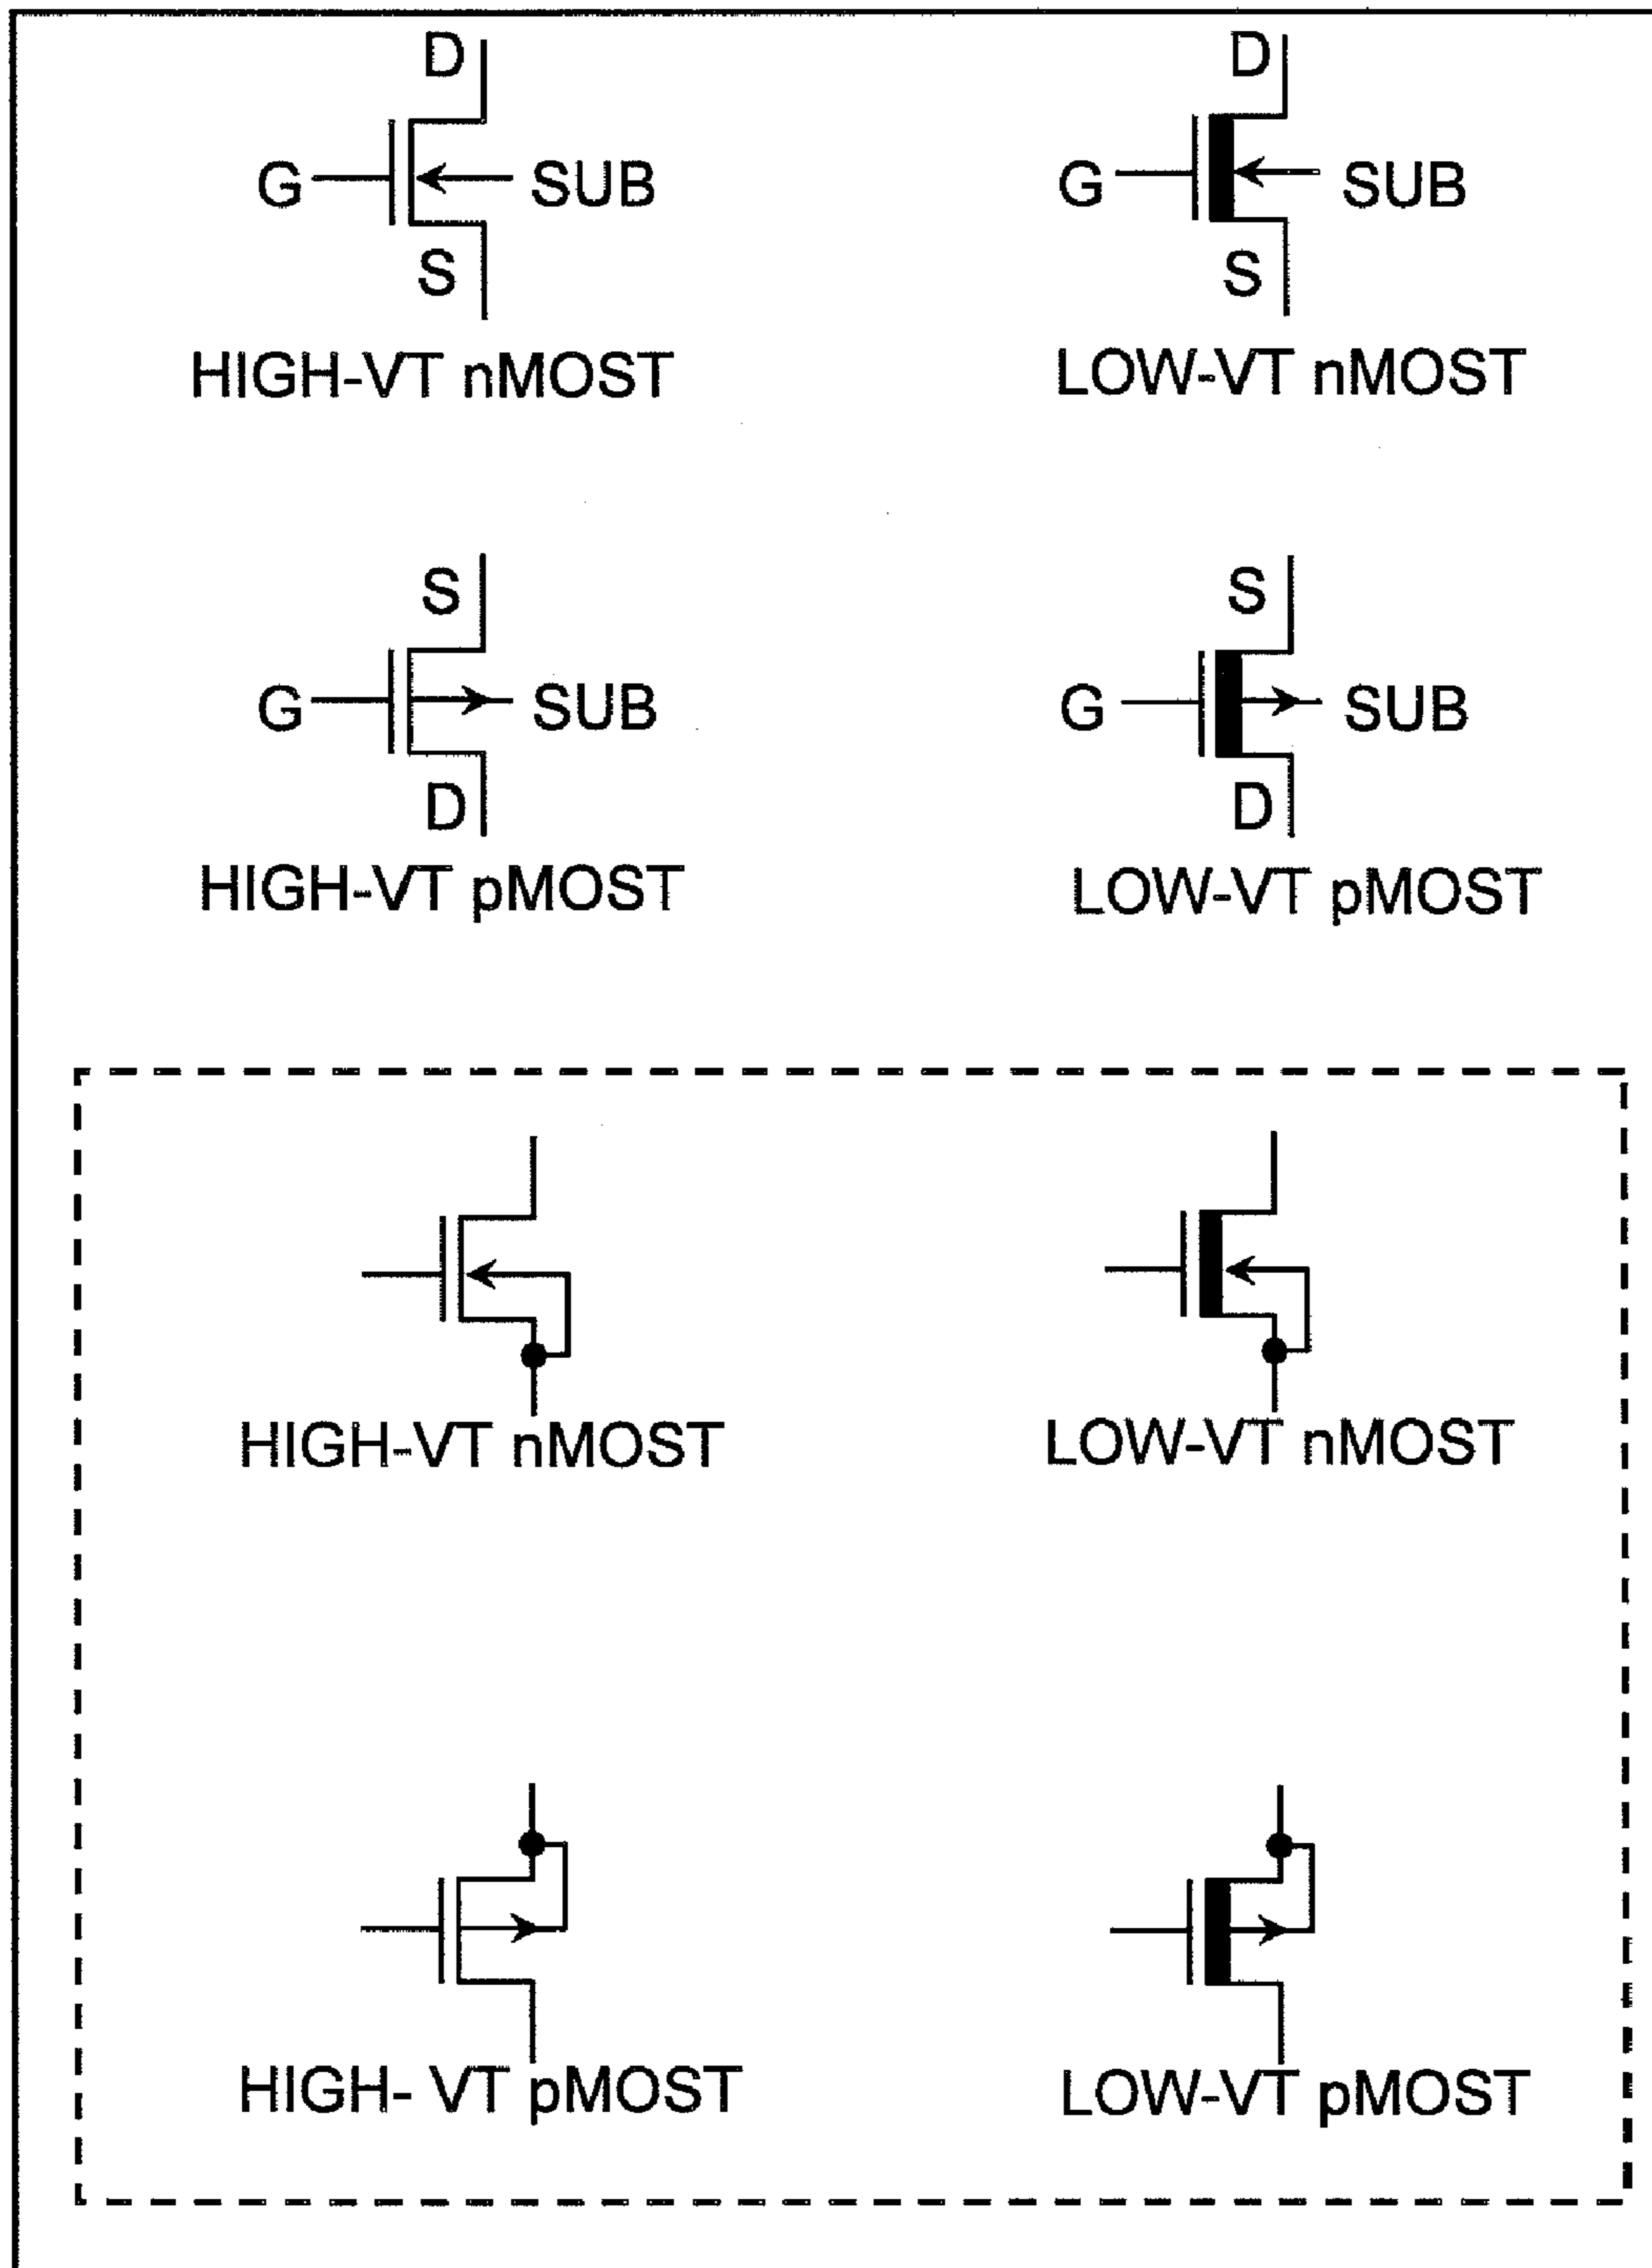 D
D
G
SUB
G
SUB
S
S
HIGH-VT nMOST
LOW-VT nMOST
S
S
G
SUB
G
SUB
D
D
HIGH-VT pMOST
LOW-VT pMOST
HIGH-VT nMOST
LOW-VT nMOST
HIGH- VT pMOST
LOW-VT pMOST